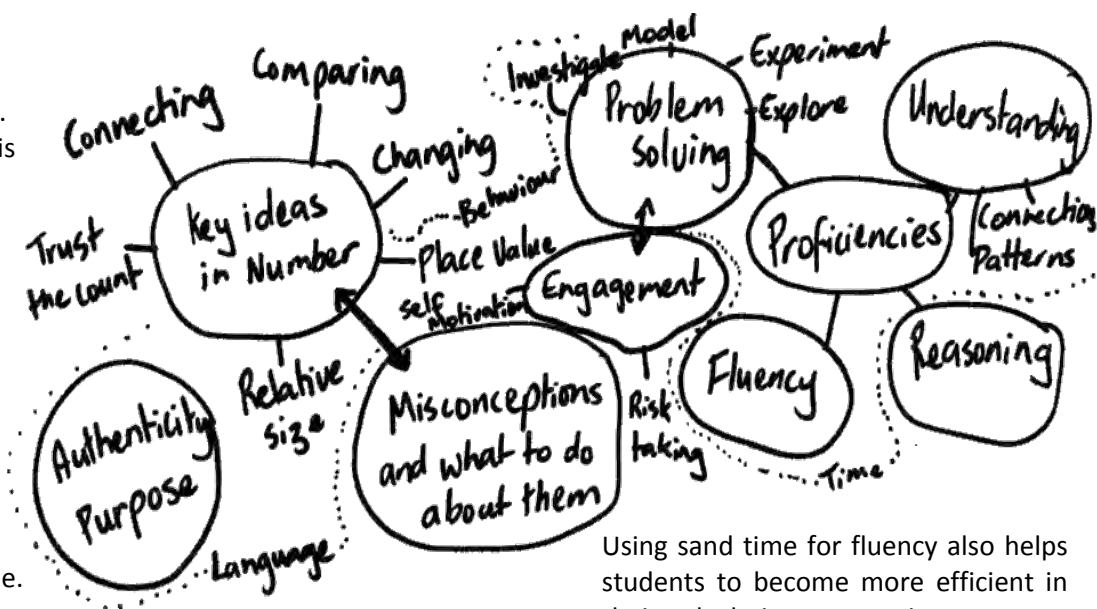 .
is
Comparing
Connecting
Changing
Key ideas
in Number
Trust
the count
Behaviour
Place Value
Relative
size
Model
Investigate
Experiment
Explore
Problem
solving
Understanding
Connection
Patterns
Proficiencies
Engagement
self
motivation
Risk
taking
Fluency
Reasoning
Time
Misconceptions
and what to do
about them
Authenticity
Purpose
Language
e.
Using sand time for fluency also helps
students to become more efficient in